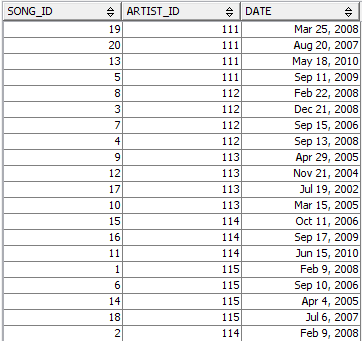 SONG_ID ARTIST_ID DATE
19 111 Mar 25, 2008
20 111 Aug 20, 2007
13 111 May 18, 2010
5 111 Sep 11, 2009
8 112 Feb 22, 2008
3 112 Dec 21, 2008
7 112 Sep 15, 2006
4 112 Sep 13, 2008
9 113 Apr 29, 2005
12 113 Nov 21, 2004
17 113 Jul 19, 2002
10 113 Mar 15, 2005
15 114 Oct 11, 2006
16 114 Sep 17, 2009
11 114 Jun 15, 2010
1 115 Feb 9, 2008
6 115 Sep 10, 2006
14 115 Apr 4, 2005
18 115 Jul 6, 2007
2 114 Feb 9, 2008